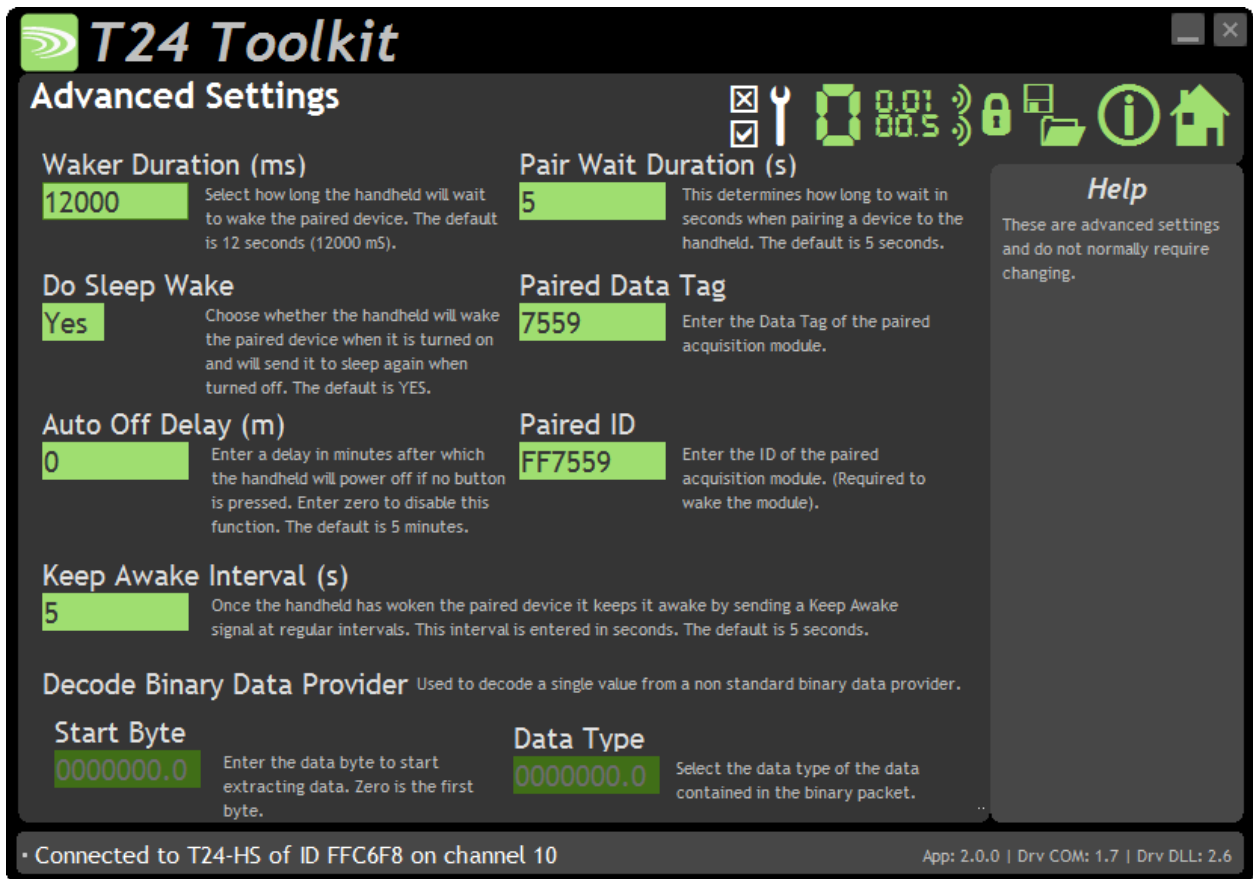 T24 Toolkit
Advanced Settings
0.01
00.5
Waker Duration (ms)
12000
Select how long the handheld will wait
to wake the paired device. The default
is 12 seconds (12000 mS).
Pair Wait Duration (s)
5
This determines how long to wait in
seconds when pairing a device to the
handheld. The default is 5 seconds.
Do Sleep Wake
Yes
Choose whether the handheld will wake
the paired device when it is turned on
and will send it to sleep again when
turned off. The default is YES.
Paired Data Tag
7559
Enter the Data Tag of the paired
acquisition module.
Auto Off Delay (m)
0
Enter a delay in minutes after which
the handheld will power off if no button
is pressed. Enter zero to disable this
function. The default is 5 minutes.
Paired ID
FF7559
Enter the ID of the paired
acquisition module. (Required to
wake the module).
Keep Awake Interval (s)
5
Once the handheld has woken the paired device it keeps it awake by sending a Keep Awake
signal at regular intervals. This interval is entered in seconds. The default is 5 seconds.
Decode Binary Data Provider Used to decode a single value from a non standard binary data provider.
Start Byte
0000000.0
Enter the data byte to start
extracting data. Zero is the first
byte.
Data Type
0000000.0
Select the data type of the data
contained in the binary packet.
Help
These are advanced settings
and do not normally require
changing.
Connected to T24-HS of ID FFC6F8 on channel 10
App: 2.0.0 | Drv COM: 1.7 | Drv DLL: 2.6